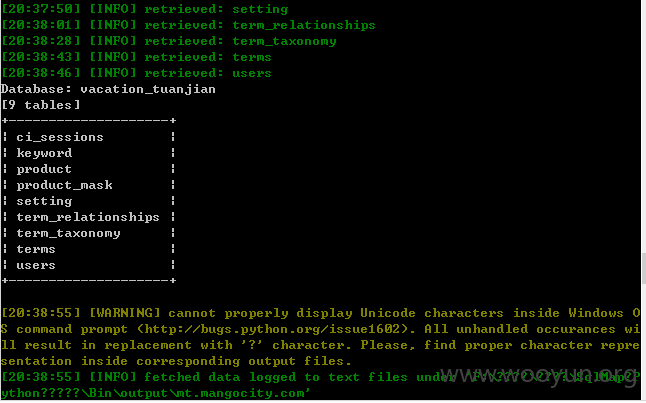 [20:37:50] [INFO] retrieved: setting
[20:38:01] [INFO] retrieved: term_relationships
[20:38:28] [INFO] retrieved: term_taxonomy
[20:38:43] [INFO] retrieved: terms
[20:38:46] [INFO] retrieved: users
Database: vacation_tuanjian
[9 tables]
+--------------------+
¦ ci_sessions ¦
¦ keyword ¦
¦ product ¦
¦ product_mask ¦
¦ setting ¦
¦ term_relationships ¦
¦ term_taxonomy ¦
¦ terms ¦
¦ users ¦
+--------------------+
[20:38:55] [WARNING] cannot properly display Unicode characters inside Windows O
S command prompt (http://bugs.python.org/issue1602). All unhandled occurances wi
ll result in replacement with '?' character. Please, find proper character repre
sentation inside corresponding output files.
[20:38:55] [INFO] fetched data logged to text files under
ython?????\Bin\output\mt.mangocity.com'
www.wooyun.org